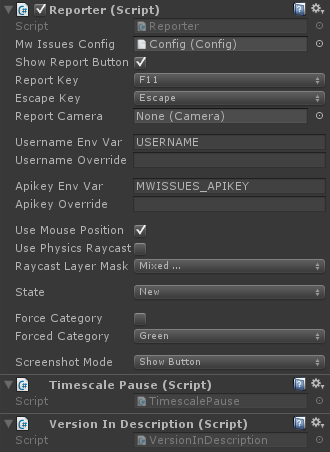 Reporter (Script)
Script Reporter
Mw Issues Config Config (Config)
Show Report Button
Report Key F11
Escape Key Escape
Report Camera None (Camera)
Username Env Var USERNAME
Username Override
Apikey Env Var MWISSUES_APIKEY
Apikey Override
Use Mouse Position
Use Physics Raycast
Raycast Layer Mask Mixed ...
State New
Force Category
Forced Category Green
Screenshot Mode Show Button
Timescale Pause (Script)
Script TimescalePause
Version In Description (Script)
Script VersionInDescription